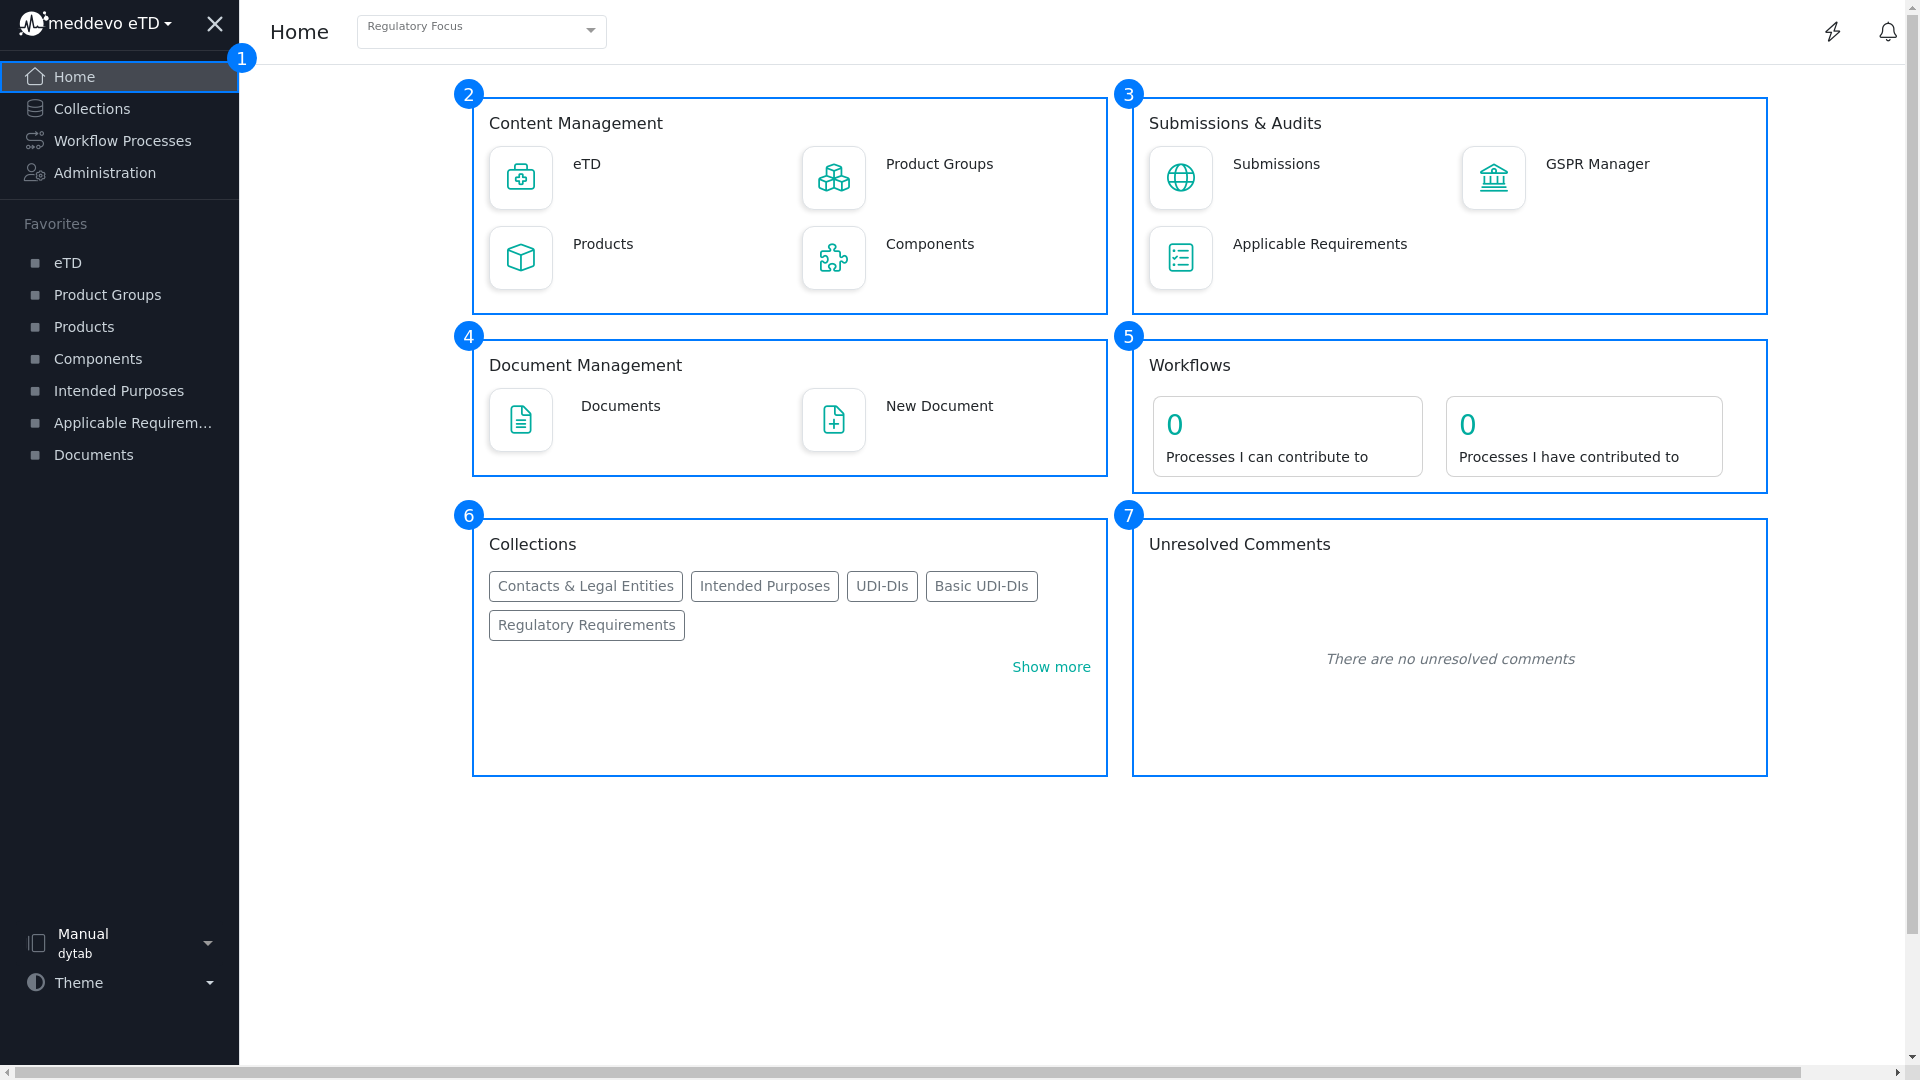 meddevo eTD
1
Home
Collections
Workflow Processes
Administration
Favorites
eTD
Product Groups
Products
Components
Intended Purposes
Applicable Requirem...
Documents
Manual
dytab
Theme
Home
Regulatory Focus
2
Content Management
eTD
Product Groups
Products
Components
3
Submissions & Audits
Submissions
GSPR Manager
Applicable Requirements
4
Document Management
Documents
New Document
5
Workflows
0
Processes I can contribute to
0
Processes I have contributed to
6
Collections
Contacts & Legal Entities
Intended Purposes
UDI-DIs
Basic UDI-DIs
Regulatory Requirements
Show more
7
Unresolved Comments
There are no unresolved comments